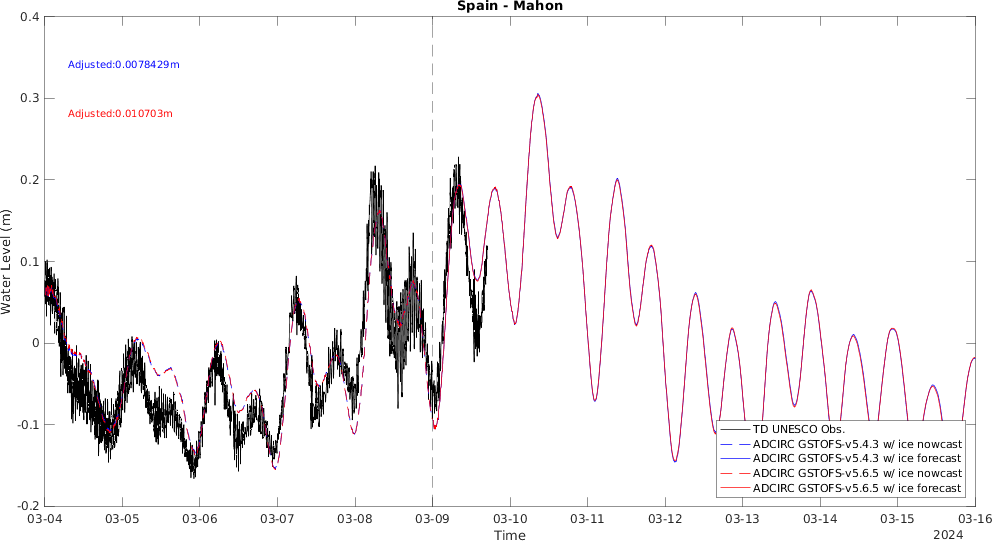 Spain - Mahon
Adjusted:0.0078429m
Adjusted:0.010703m
Water Level (m)
0.4
0.3
0.2
0.1
0
-0.1
-0.2
TD UNESCO Obs.
ADCIRC GSTOFS-v5.4.3 w/ ice nowcast
ADCIRC GSTOFS-v5.4.3 w/ ice forecast
ADCIRC GSTOFS-v5.6.5 w/ ice nowcast
ADCIRC GSTOFS-v5.6.5 w/ ice forecast
03-04 03-05 03-06 03-07 03-08 03-09 03-10 03-11 03-12 03-13 03-14 03-15 03-16
Time
2024